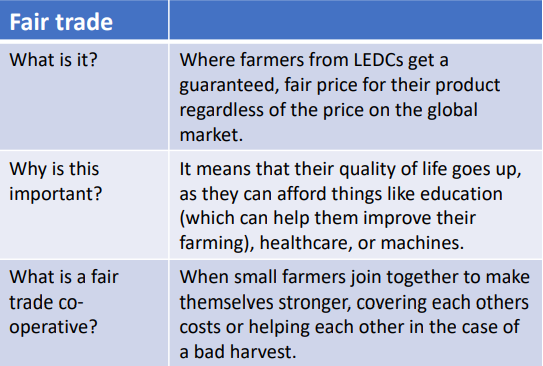 Fair trade
What is it?
Where farmers from LEDCs get a
guaranteed, fair price for their product
regardless of the price on the global
market.
Why is this
important?
It means that their quality of life goes up,
as they can afford things like education
(which can help them improve their
farming), healthcare, or machines.
What is a fair
trade co-
operative?
When small farmers join together to make
themselves stronger, covering each others
costs or helping each other in the case of
a bad harvest.